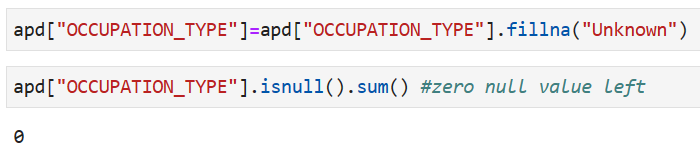 apd["OCCUPATION_TYPE"]=apd["OCCUPATION_TYPE"].fillna("Unknown")
apd["OCCUPATION_TYPE"].isnull().sum() #zero null value left
0